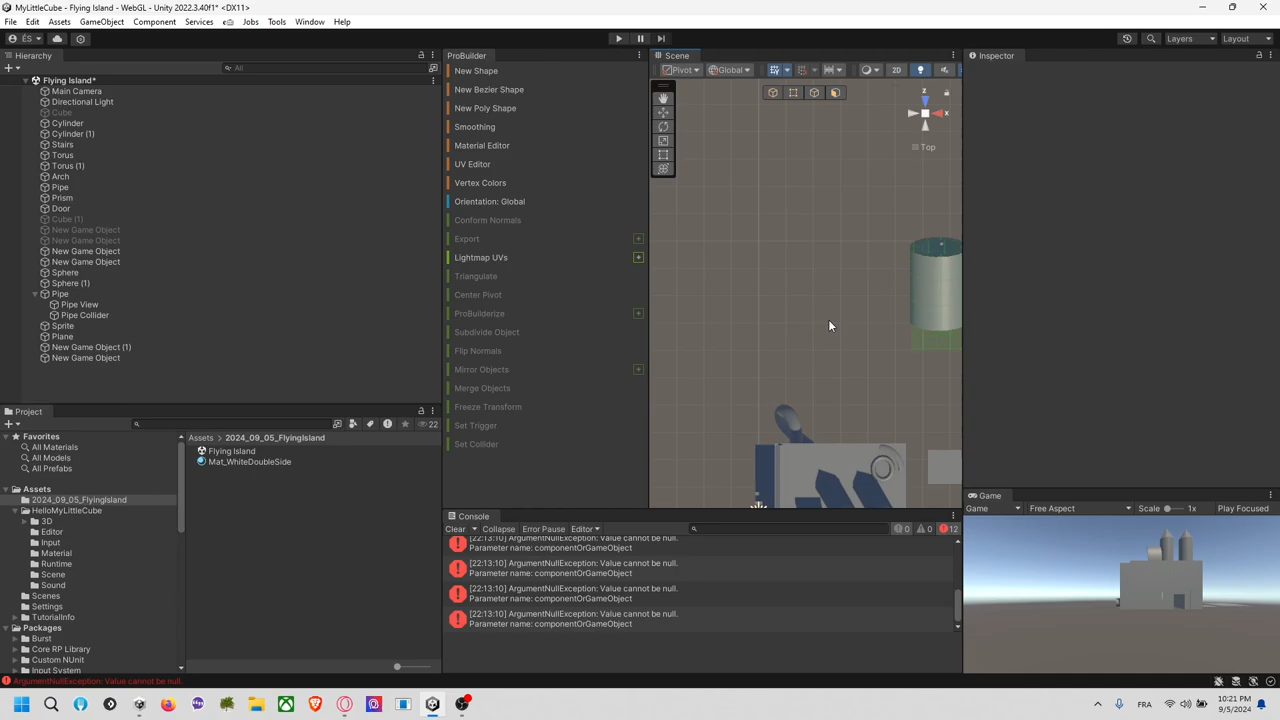 MyLittleCube - Flying Island - WebGL - Unity 2022.3.40f1* <DX11>
File Edit Assets GameObject Component Services Jobs Tools Window Help
ÉS Layers Layout
Hierarchy
All
Flying Island*
Main Camera
Directional Light
Cube
Cylinder
Cylinder (1)
Stairs
Torus
Torus (1)
Arch
Pipe
Prism
Door
Cube (1)
New Game Object
New Game Object
New Game Object
New Game Object
Sphere
Sphere (1)
Pipe
Pipe View
Pipe Collider
Sprite
Plane
New Game Object (1)
New Game Object
ProBuilder
New Shape
New Bezier Shape
New Poly Shape
Smoothing
Material Editor
UV Editor
Vertex Colors
Orientation: Global
Conform Normals
Export
Lightmap UVs
Triangulate
Center Pivot
ProBuilderize
Subdivide Object
Flip Normals
Mirror Objects
Merge Objects
Freeze Transform
Set Trigger
Set Collider
Scene
Pivot Global 2D
z
x
Top
Inspector
Project
22
Favorites
All Materials
All Models
All Prefabs
Assets
2024_09_05_FlyingIsland
HelloMyLittleCube
3D
Editor
Input
Material
Runtime
Scene
Sound
Scenes
Settings
TutorialInfo
Packages
Burst
Core RP Library
Custom NUnit
Input System
Assets 2024_09_05_FlyingIsland
Flying Island
Mat_WhiteDoubleSide
Console
Clear Collapse Error Pause Editor 0 0 12
[22:13:10] ArgumentNullException: Value cannot be null.
Parameter name: componentOrGameObject
[22:13:10] ArgumentNullException: Value cannot be null.
Parameter name: componentOrGameObject
[22:13:10] ArgumentNullException: Value cannot be null.
Parameter name: componentOrGameObject
[22:13:10] ArgumentNullException: Value cannot be null.
Parameter name: componentOrGameObject
Game
Game Free Aspect Scale 1x Play Focused
ArgumentNullException: Value cannot be null.
FRA 10:21 PM
9/5/2024